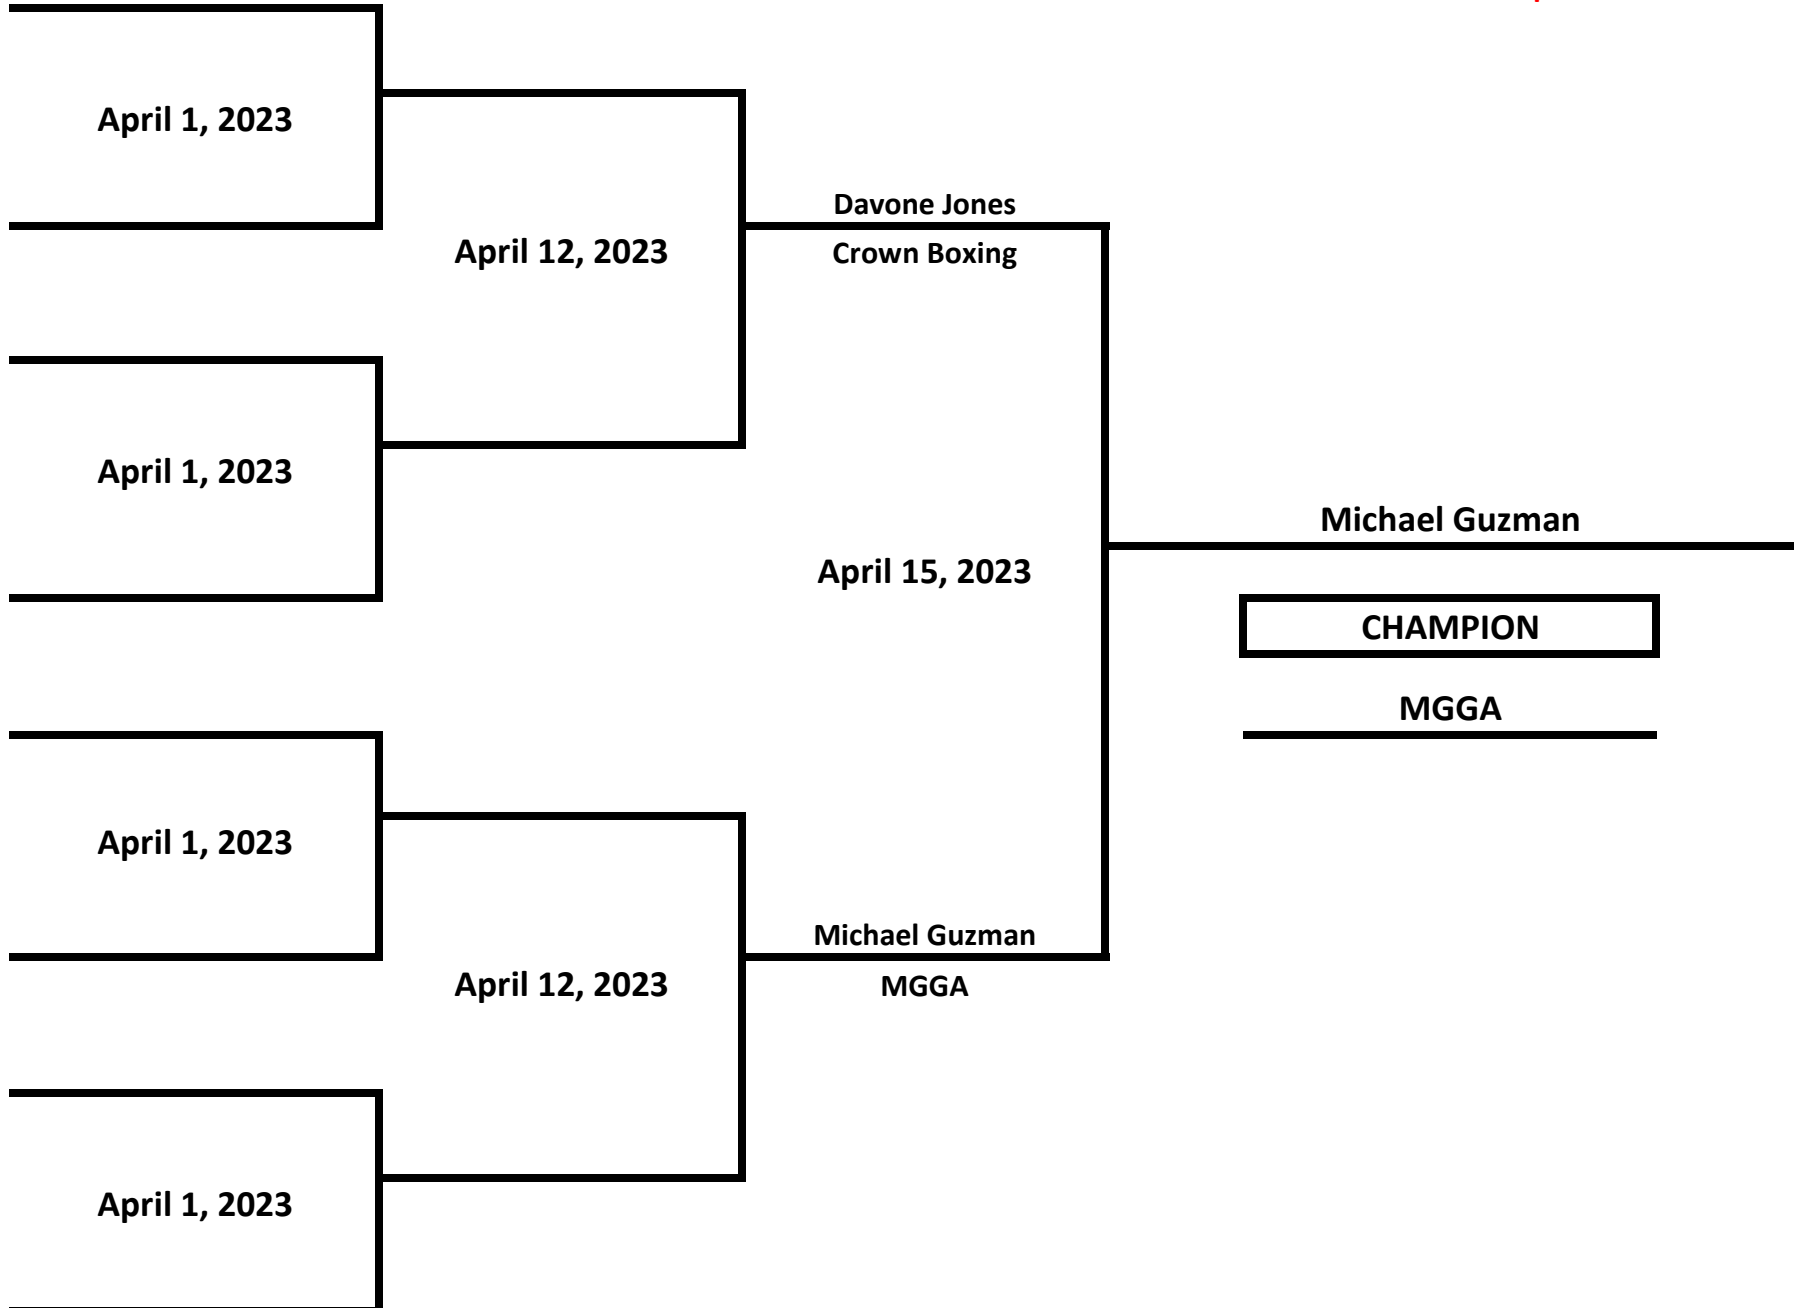 April 1, 2023
Davone Jones
April 12, 2023
Crown Boxing
April 1, 2023
Michael Guzman
April 15, 2023
CHAMPION
MGGA
April 1, 2023
Michael Guzman
April 12, 2023
MGGA
April 1, 2023